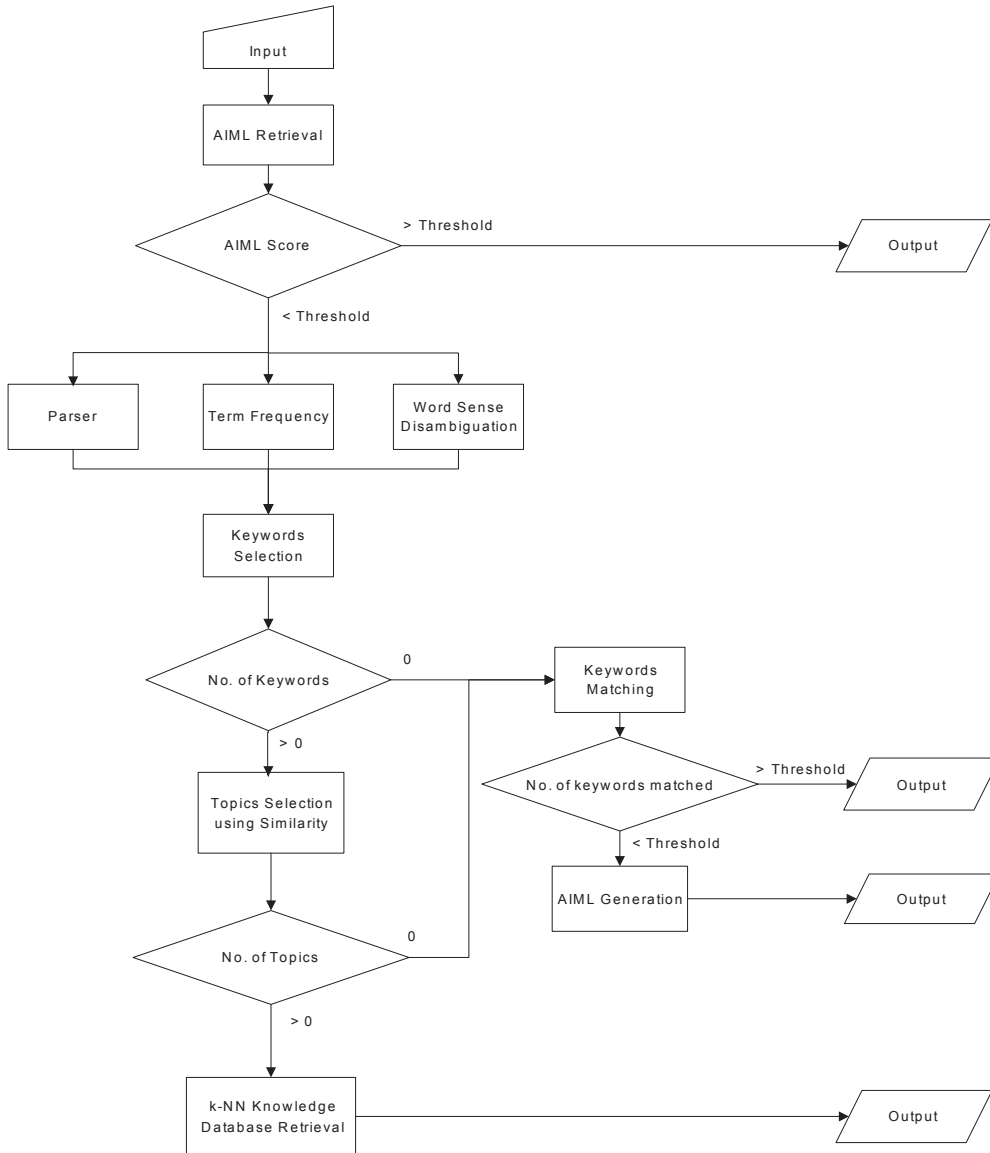 Input
AIML Retrieval
AIML Score
> Threshold
Output
< Threshold
Parser
Term Frequency
Word Sense
Disambiguation
Keywords
Selection
No. of Keywords
0
Keywords
Matching
> 0
No. of keywords matched
> Threshold
Output
Topics Selection
using Similarity
< Threshold
AIML Generation
Output
No. of Topics
0
> 0
k-NN Knowledge
Database Retrieval
Output